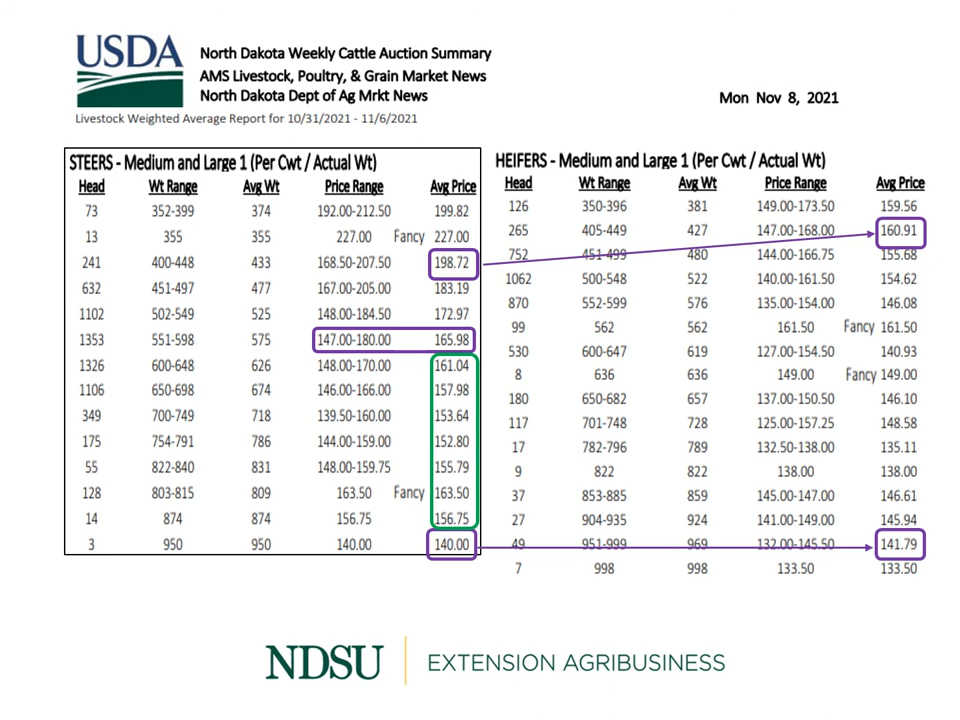 USDA
North Dakota Weekly Cattle Auction Summary
AMS Livestock, Poultry, & Grain Market News
North Dakota Dept of Ag Mrkt News
Mon Nov 8, 2021
Livestock Weighted Average Report for 10/31/2021 - 11/6/2021
STEERS - Medium and Large 1 (Per Cwt / Actual Wt)
Head Wt Range Avg Wt Price Range Avg Price
73 352-399 374 192.00-212.50 199.82
13 355 355 227.00 Fancy 227.00
241 400-448 433 168.50-207.50 198.72
632 451-497 477 167.00-205.00 183.19
1102 502-549 525 148.00-184.50 172.97
1353 551-598 575 147.00-180.00 165.98
1326 600-648 626 148.00-170.00 161.04
1106 650-698 674 146.00-166.00 157.98
349 700-749 718 139.50-160.00 153.64
175 754-791 786 144.00-159.00 152.80
55 822-840 831 148.00-159.75 155.79
128 803-815 809 163.50 Fancy 163.50
14 874 874 156.75 156.75
3 950 950 140.00 140.00
HEIFERS - Medium and Large 1 (Per Cwt / Actual Wt)
Head Wt Range Avg Wt Price Range Avg Price
126 350-396 381 149.00-173.50 159.56
265 405-449 427 147.00-168.00 160.91
752 451-499 480 144.00-166.75 155.68
1062 500-548 522 140.00-161.50 154.62
870 552-599 576 135.00-154.00 146.08
99 562 562 161.50 Fancy 161.50
530 600-647 619 127.00-154.50 140.93
8 636 636 149.00 Fancy 149.00
180 650-682 657 137.00-150.50 146.10
117 701-748 728 125.00-157.25 148.58
17 782-796 789 132.50-138.00 135.11
9 822 822 138.00 138.00
37 853-885 859 145.00-147.00 146.61
27 904-935 924 141.00-149.00 145.94
49 951-999 969 132.00-145.50 141.79
7 998 998 133.50 133.50
NDSU EXTENSION AGRIBUSINESS